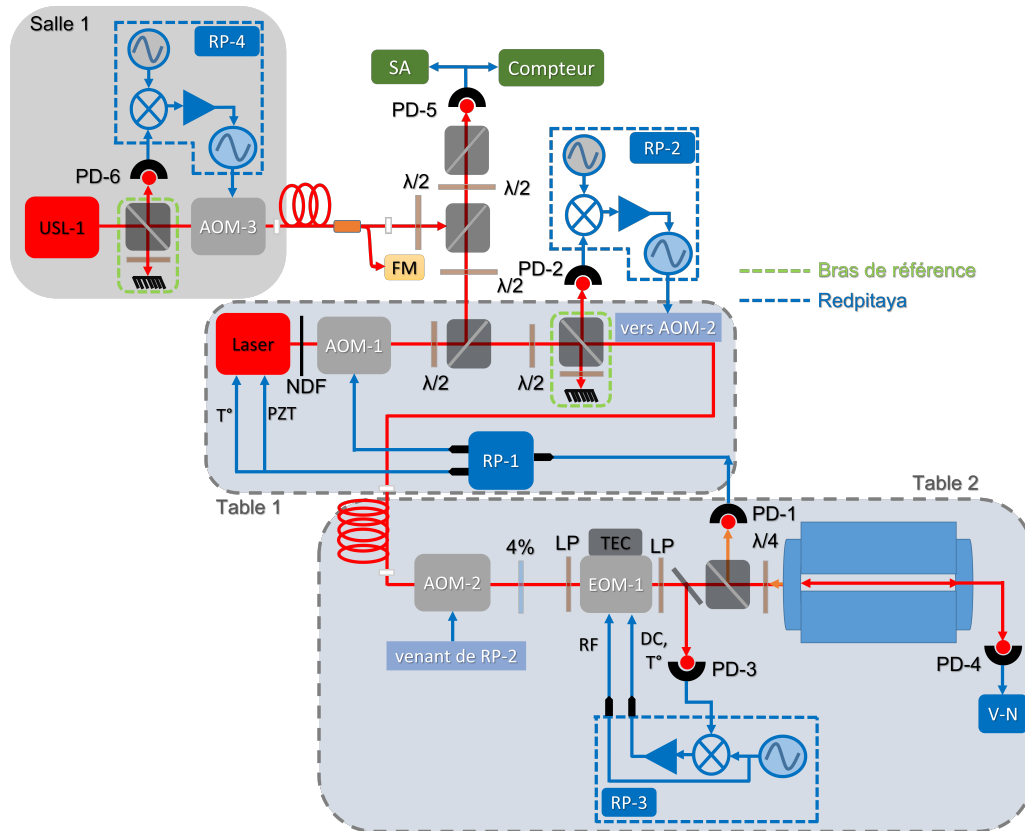 Salle 1
RP-4
PD-6
USL-1
AOM-3
SA
Compteur
PD-5
λ/2
λ/2
FM
λ/2
PD-2
RP-2
vers AOM-2
Bras de référence
Redpitaya
Laser
NDF
AOM-1
λ/2
λ/2
T°
PZT
RP-1
Table 1
Table 2
PD-1
λ/4
AOM-2
4%
LP
TEC
EOM-1
LP
venant de RP-2
RF
DC,
T°
PD-3
PD-4
V-N
RP-3